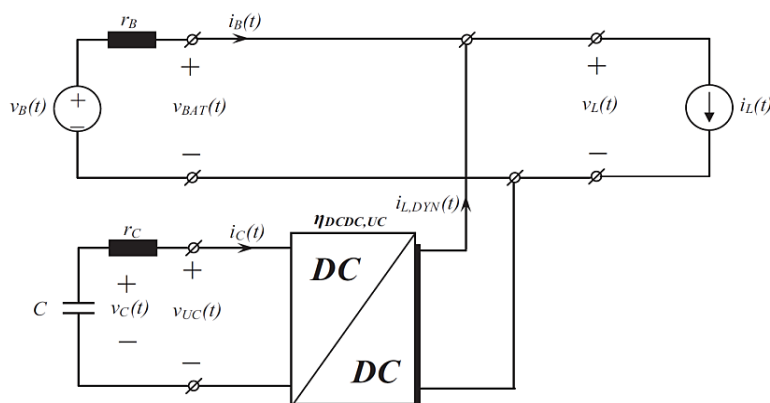 r_B
i_B(t)
+
+
v_B(t)
+
−
v_BAT(t)
v_L(t)
i_L(t)
−
−
i_L,DYN(t)
η_DCDC,UC
r_C
i_C(t)
+
+
DC
C
v_C(t)
v_UC(t)
−
−
DC